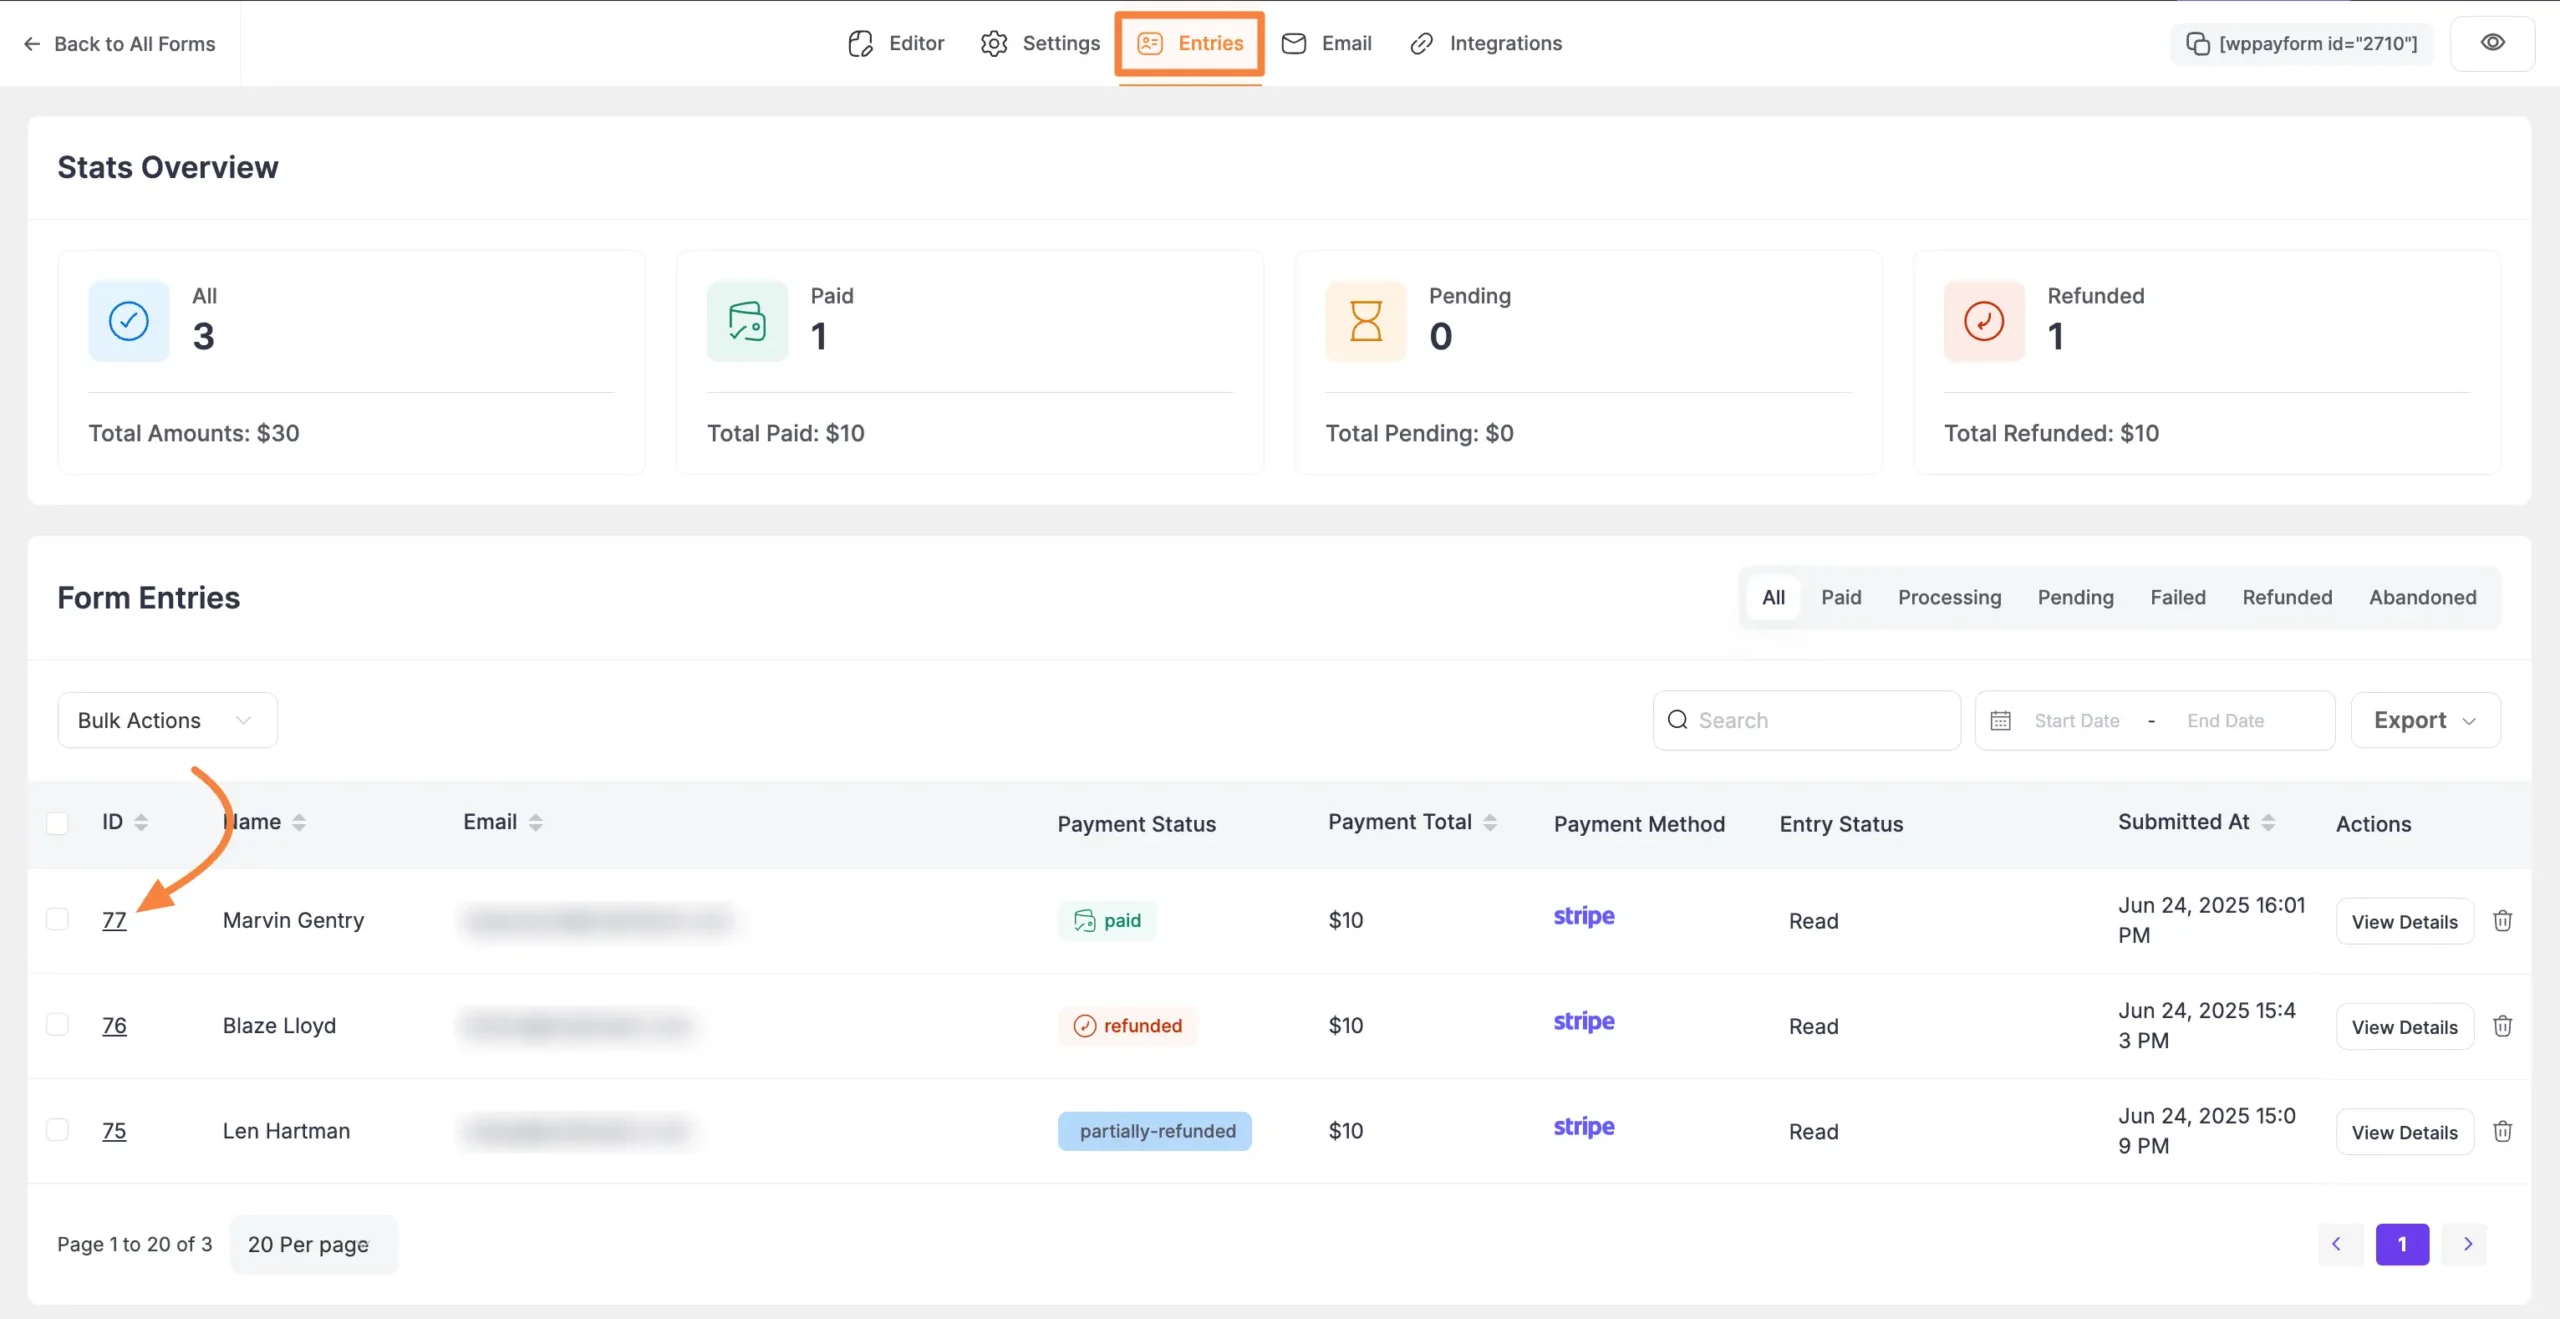 Back to All Forms
Editor Settings Entries Email Integrations
[wppayform id="2710"]
Stats Overview
All
3
Total Amounts: $30
Paid
1
Total Paid: $10
Pending
0
Total Pending: $0
Refunded
1
Total Refunded: $10
Form Entries
All Paid Processing Pending Failed Refunded Abandoned
Bulk Actions
Search
Start Date - End Date
Export
ID Name Email Payment Status Payment Total Payment Method Entry Status Submitted At Actions
77 Marvin Gentry paid $10 stripe Read Jun 24, 2025 16:01
PM
View Details
76 Blaze Lloyd refunded $10 stripe Read Jun 24, 2025 15:4
3 PM
View Details
75 Len Hartman partially-refunded $10 stripe Read Jun 24, 2025 15:0
9 PM
View Details
Page 1 to 20 of 3
20 Per page
1